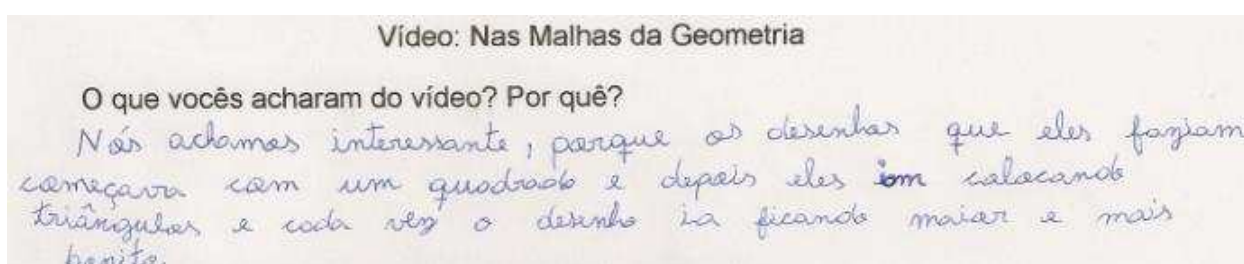 Vídeo: Nas Malhas da Geometria
O que vocês acharam do vídeo? Por quê?
Nós achamos interessante, porque os desenhos que eles faziam
começava com um quadrado e depois eles iam colocando
triângulos e cada vez o desenho ia ficando maior e mais
bonito.